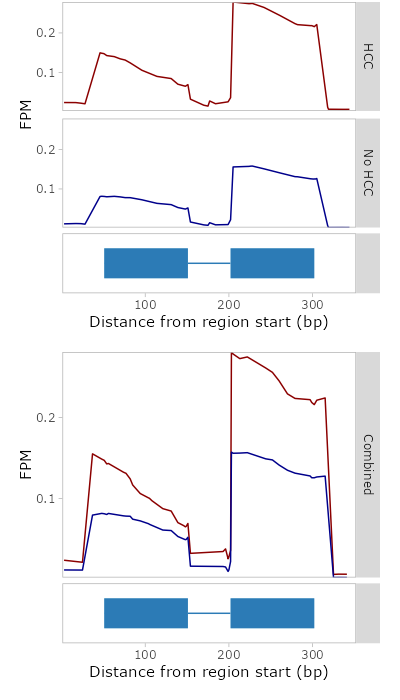 0.2
0.1
HCC
FPM
0.2
0.1
No HCC
100 200 300
Distance from region start (bp)
0.2
0.1
FPM
Combined
100 200 300
Distance from region start (bp)